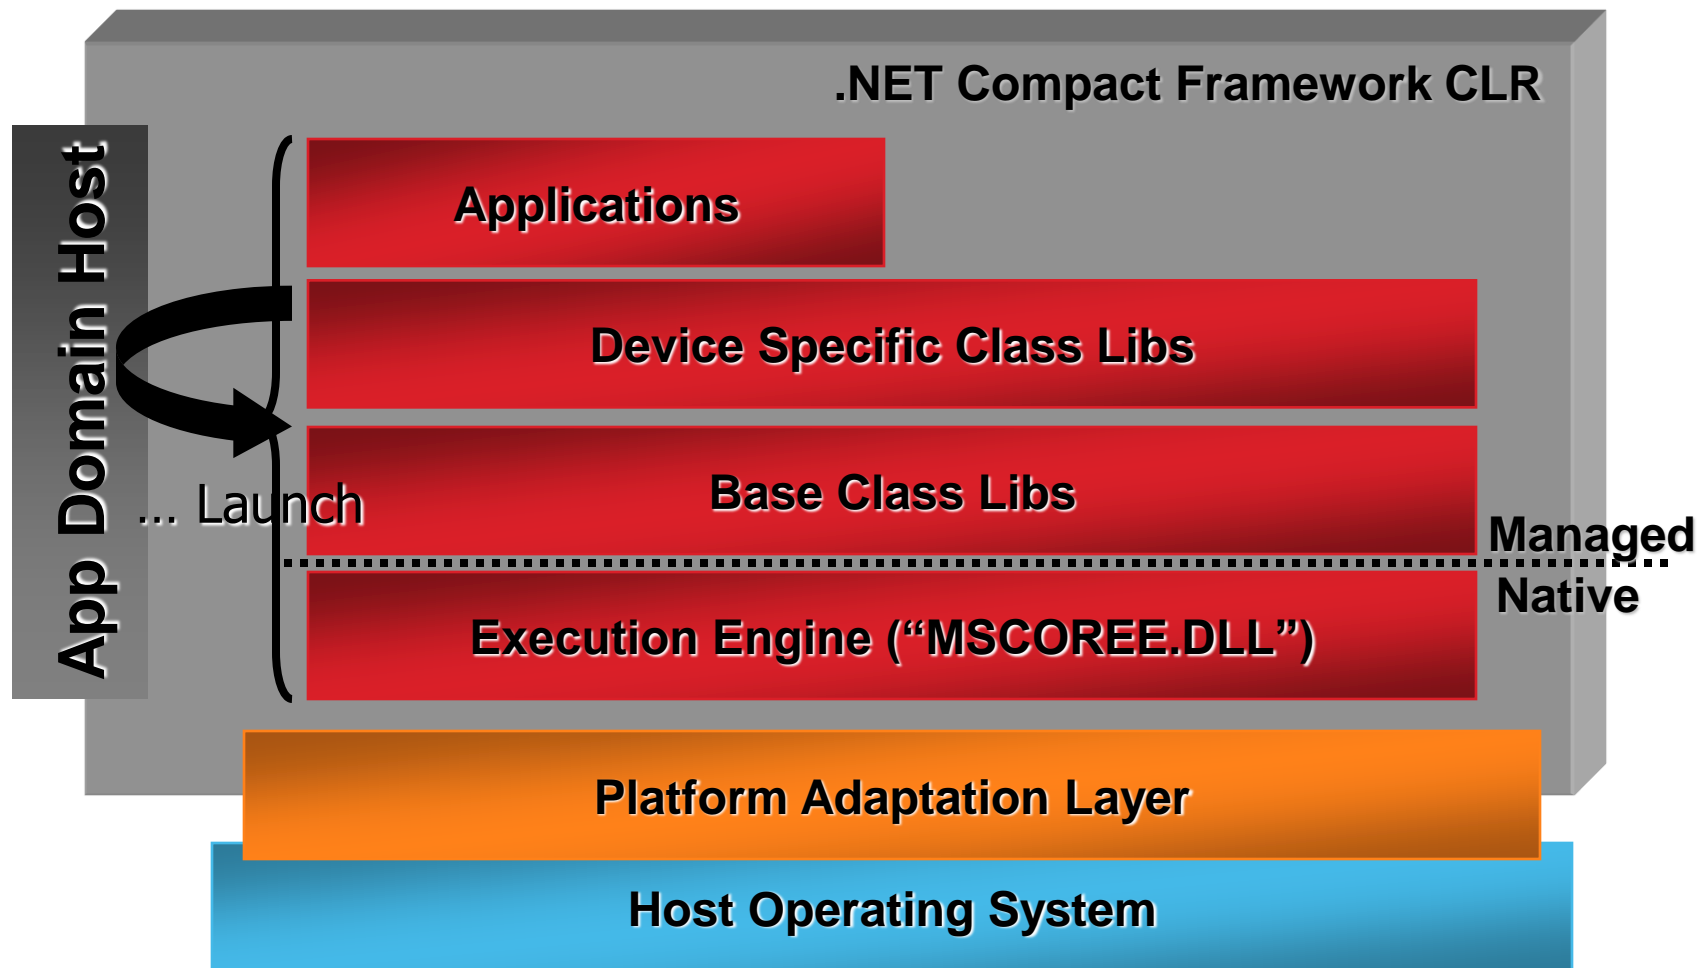 .NET Compact Framework CLR
App Domain Host
Applications
Device Specific Class Libs
... Launch
Base Class Libs
Managed
Native
Execution Engine (“MSCOREE.DLL”)
Platform Adaptation Layer
Host Operating System